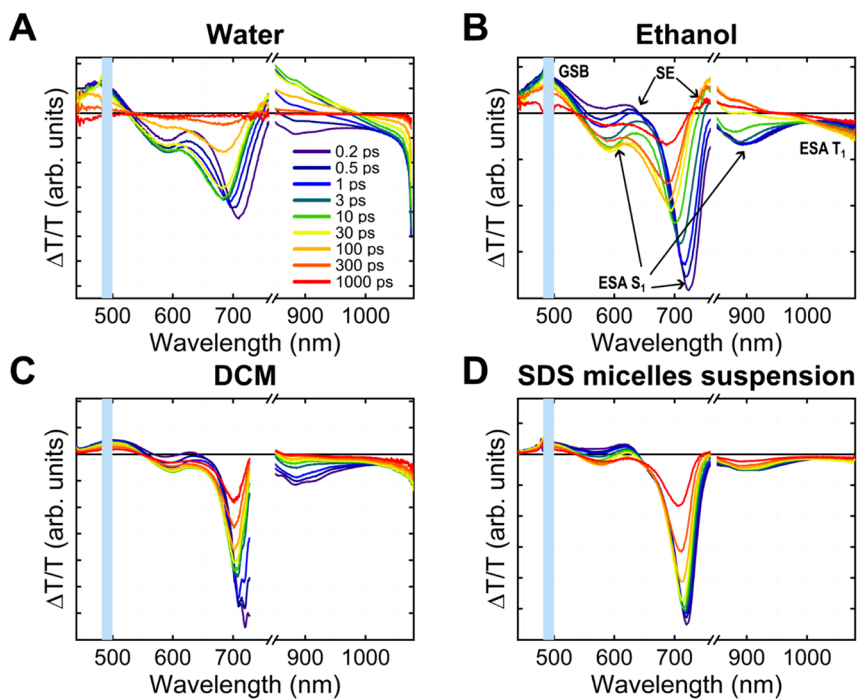 A
Water
ΔT/T (arb. units)
0.2 ps
0.5 ps
1 ps
3 ps
10 ps
30 ps
100 ps
300 ps
1000 ps
500
600
700
900
1000
Wavelength (nm)
B
Ethanol
ΔT/T (arb. units)
GSB
SE
ESA T₁
ESA S₁
500
600
700
900
1000
Wavelength (nm)
C
DCM
ΔT/T (arb. units)
500
600
700
900
1000
Wavelength (nm)
D
SDS micelles suspension
ΔT/T (arb. units)
500
600
700
900
1000
Wavelength (nm)